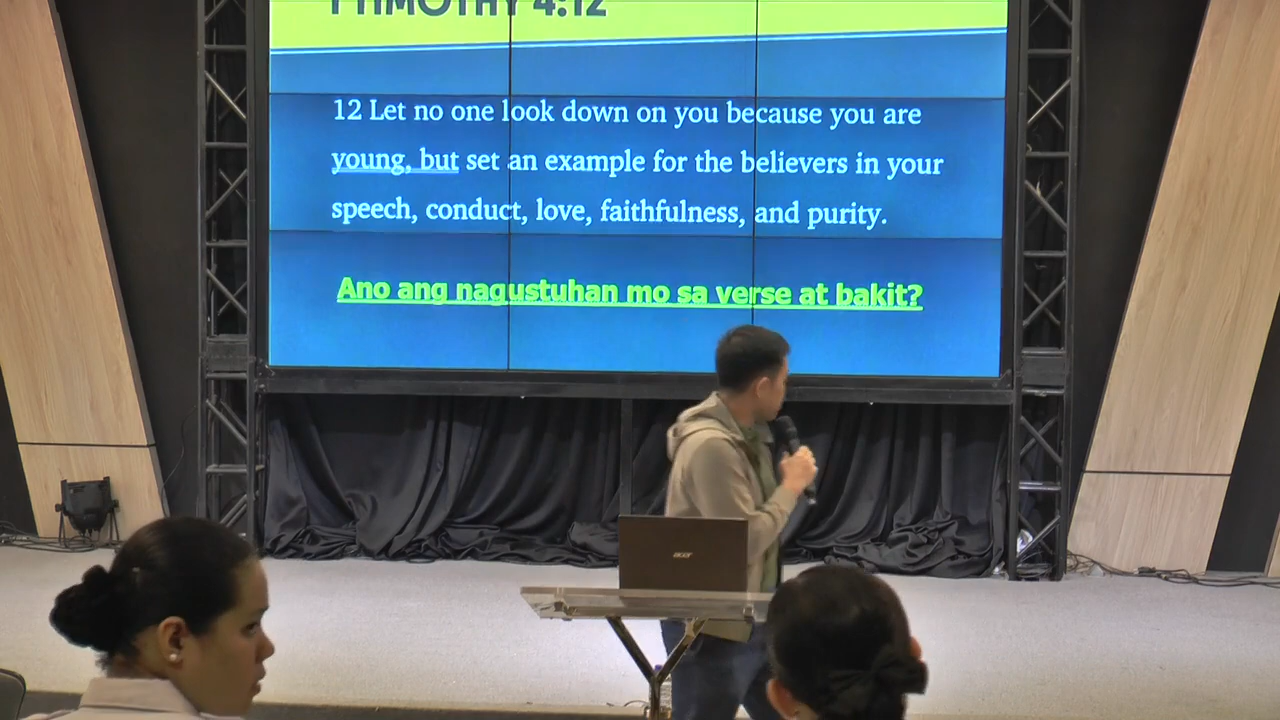 1 TIMOTHY 4:12
12 Let no one look down on you because you are
young, but set an example for the believers in your
speech, conduct, love, faithfulness, and purity.
Ano ang nagustuhan mo sa verse at bakit?
acer